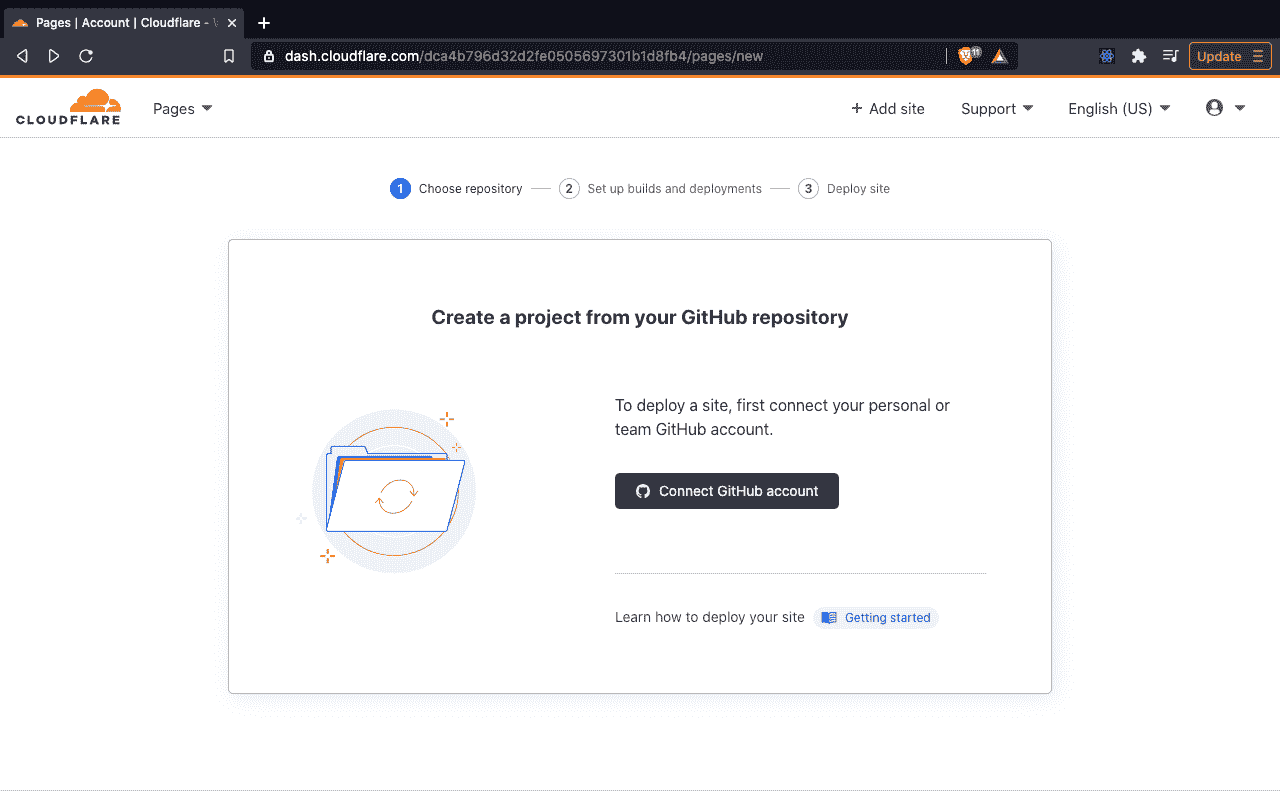 Pages | Account | Cloudflare -
dash.cloudflare.com/dca4b796d32d2fe0505697301b1d8fb4/pages/new
11
Update
CLOUDFLARE
Pages
+ Add site
Support
English (US)
1 Choose repository
2 Set up builds and deployments
3 Deploy site
Create a project from your GitHub repository
To deploy a site, first connect your personal or
team GitHub account.
Connect GitHub account
Learn how to deploy your site
Getting started